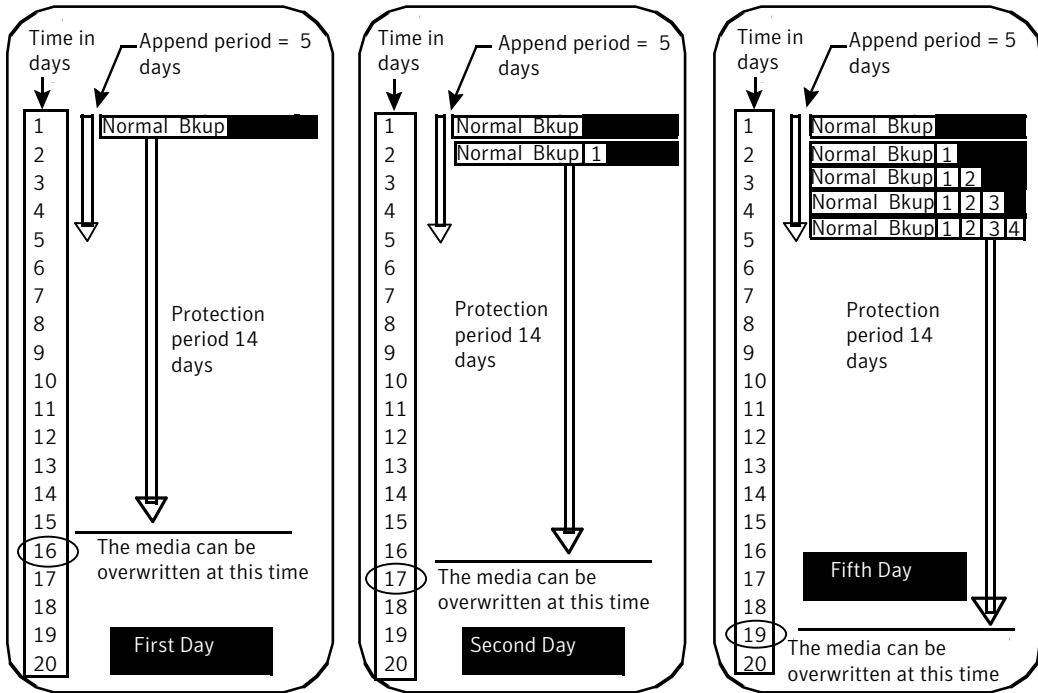 Time in
days
Append period = 5
days
1
Normal Bkup
2
3
4
5
6
7
8
9
10
11
12
13
14
15
16
17
18
19
20
Protection
period 14
days
The media can be
overwritten at this time
First Day
Time in
days
Append period = 5
days
1
Normal Bkup
2
Normal Bkup 1
3
4
5
6
7
8
9
10
11
12
13
14
15
16
17
18
19
20
Protection
period 14
days
The media can be
overwritten at this time
Second Day
Time in
days
Append period = 5
days
1
Normal Bkup
2
Normal Bkup 1
3
Normal Bkup 1 2
4
Normal Bkup 1 2 3
5
Normal Bkup 1 2 3 4
6
7
8
9
10
11
12
13
14
15
16
17
18
19
20
Protection
period 14
days
Fifth Day
The media can be
overwritten at this time